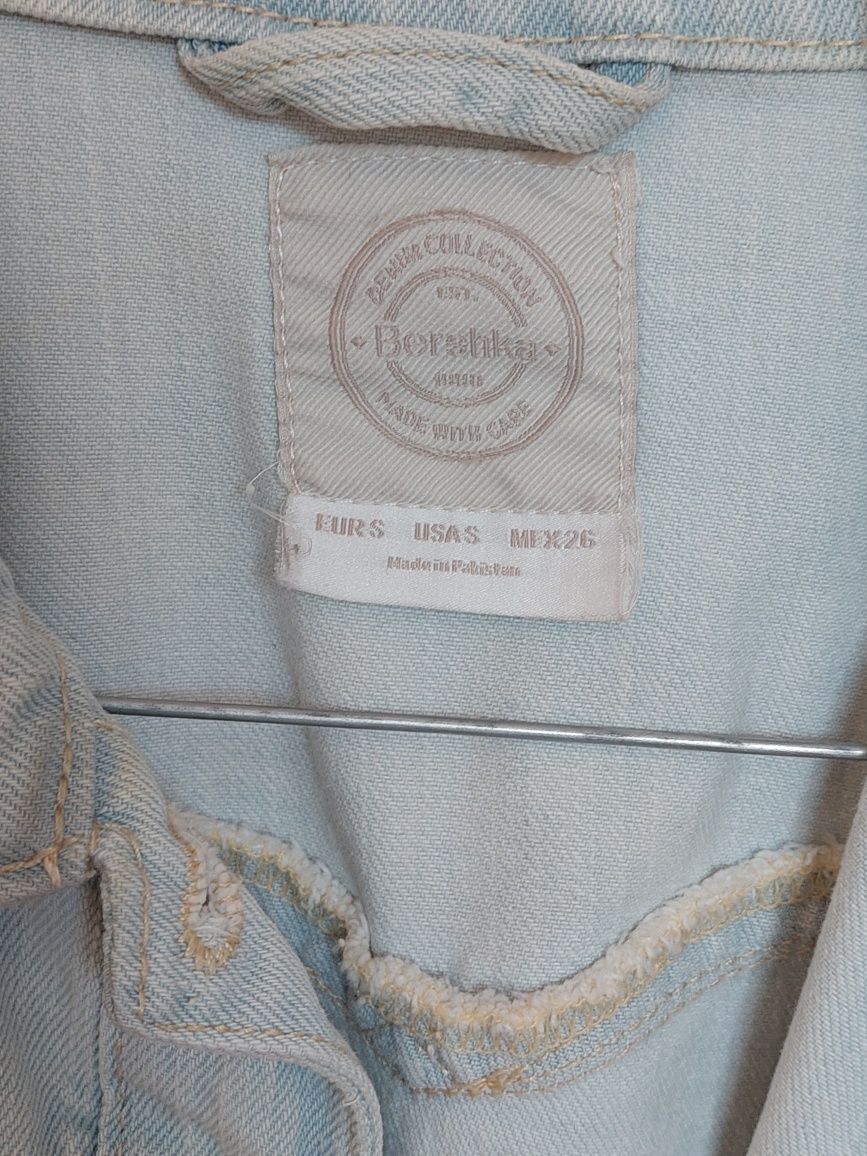 DENIM COLLECTION
EST.
Bershka
1998
MADE WITH CARE
EUR S USA S MEX 26
Made in Pakistan